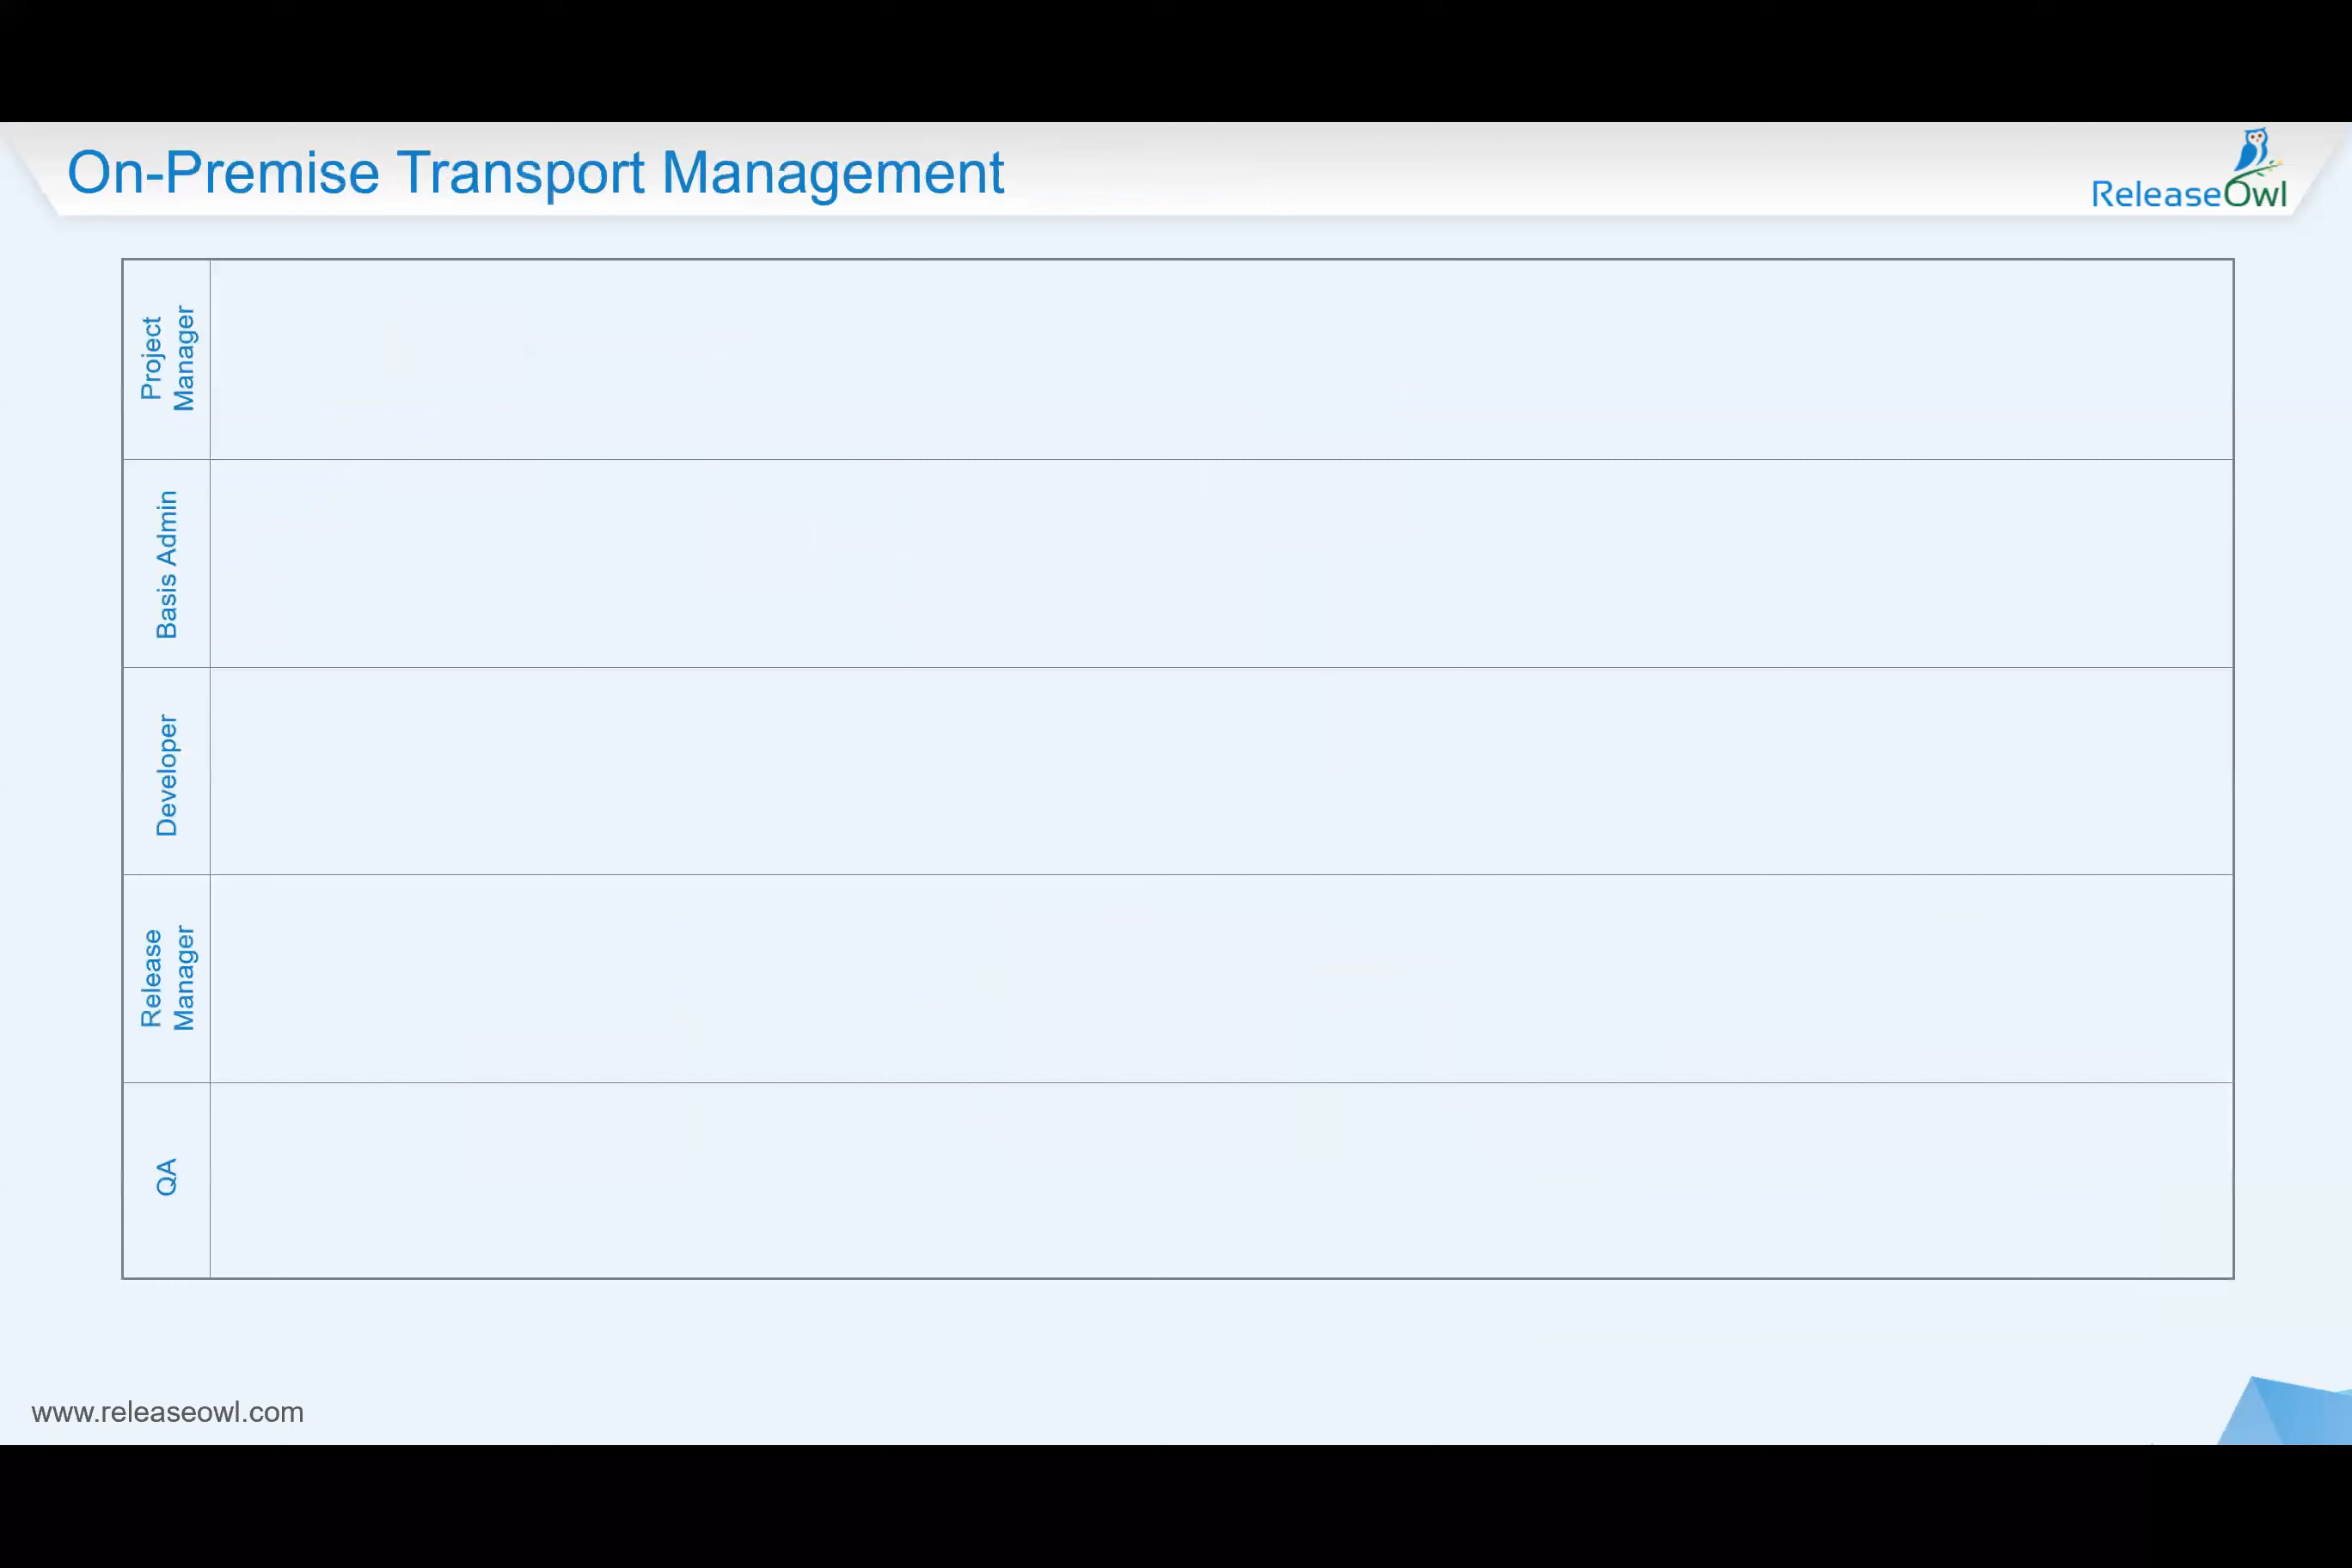 On-Premise Transport Management
ReleaseOwl
Project
Manager
Basis Admin
Developer
Release
Manager
QA
www.releaseowl.com